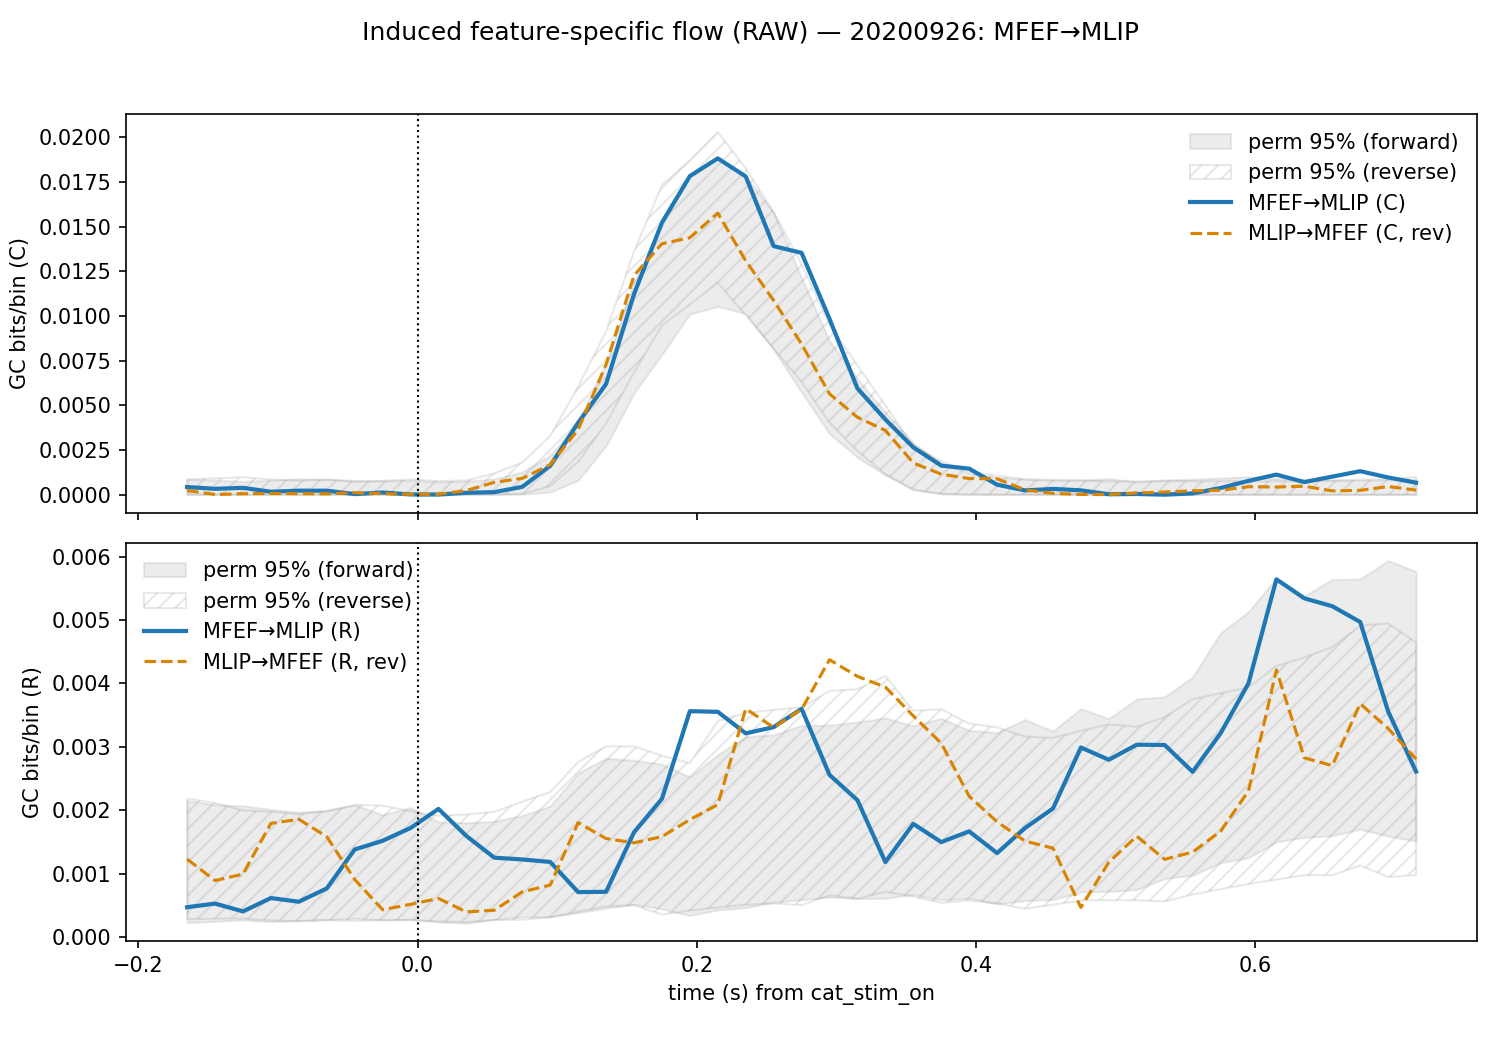 Induced feature-specific flow (RAW) — 20200926: MFEF→MLIP
GC bits/bin (C)
0.0200
0.0175
0.0150
0.0125
0.0100
0.0075
0.0050
0.0025
0.0000
perm 95% (forward)
perm 95% (reverse)
MFEF→MLIP (C)
MLIP→MFEF (C, rev)
GC bits/bin (R)
0.006
0.005
0.004
0.003
0.002
0.001
0.000
perm 95% (forward)
perm 95% (reverse)
MFEF→MLIP (R)
MLIP→MFEF (R, rev)
−0.2 0.0 0.2 0.4 0.6
time (s) from cat_stim_on